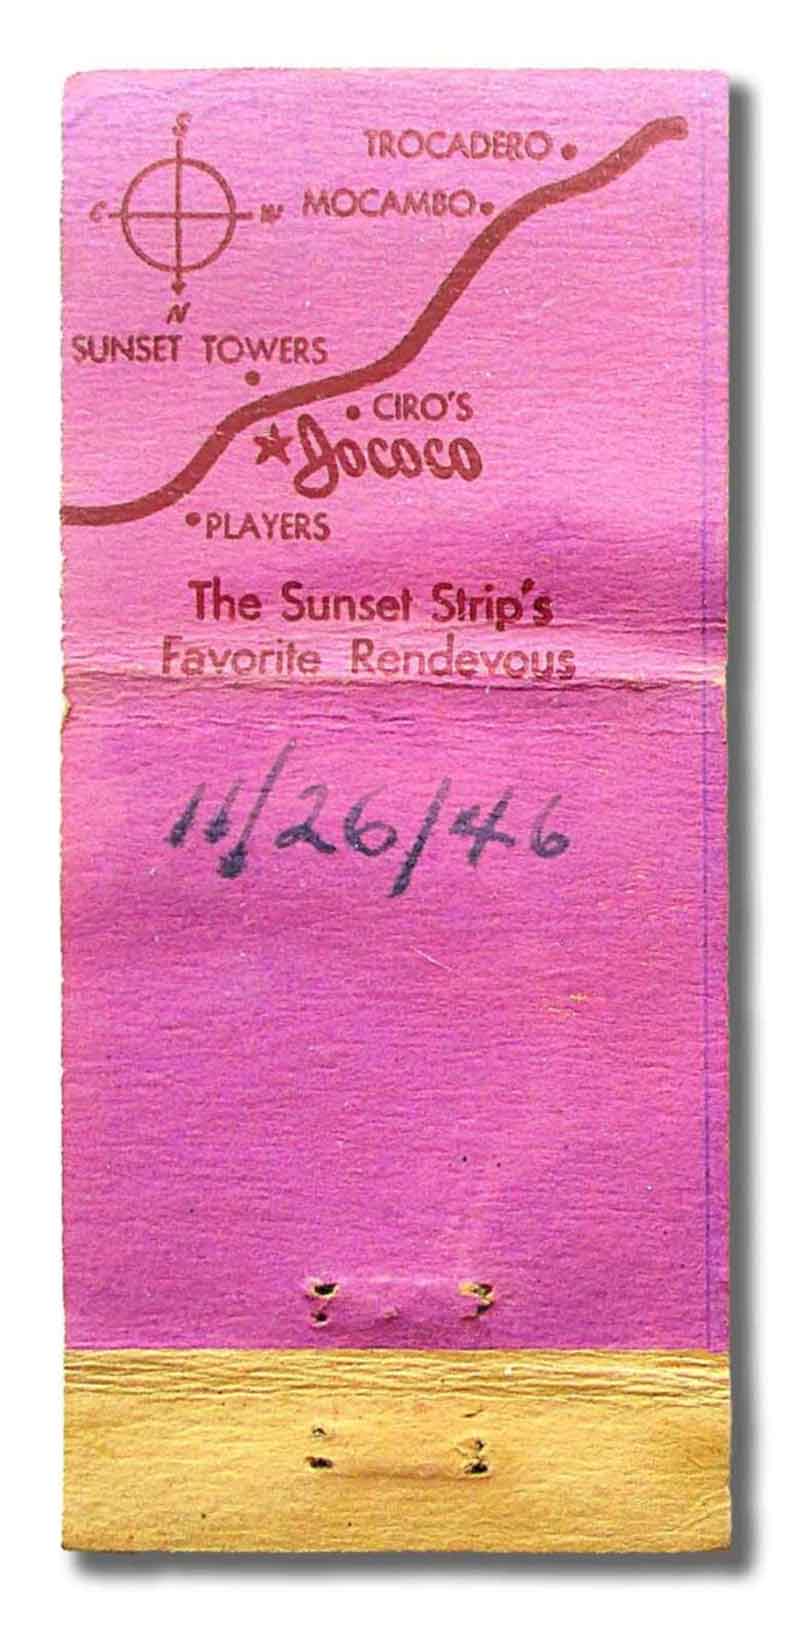 S
E W
N
TROCADERO
MOCAMBO
SUNSET TOWERS
CIRO'S
Jococo
PLAYERS
The Sunset Strip's
Favorite Rendevous
11/26/46